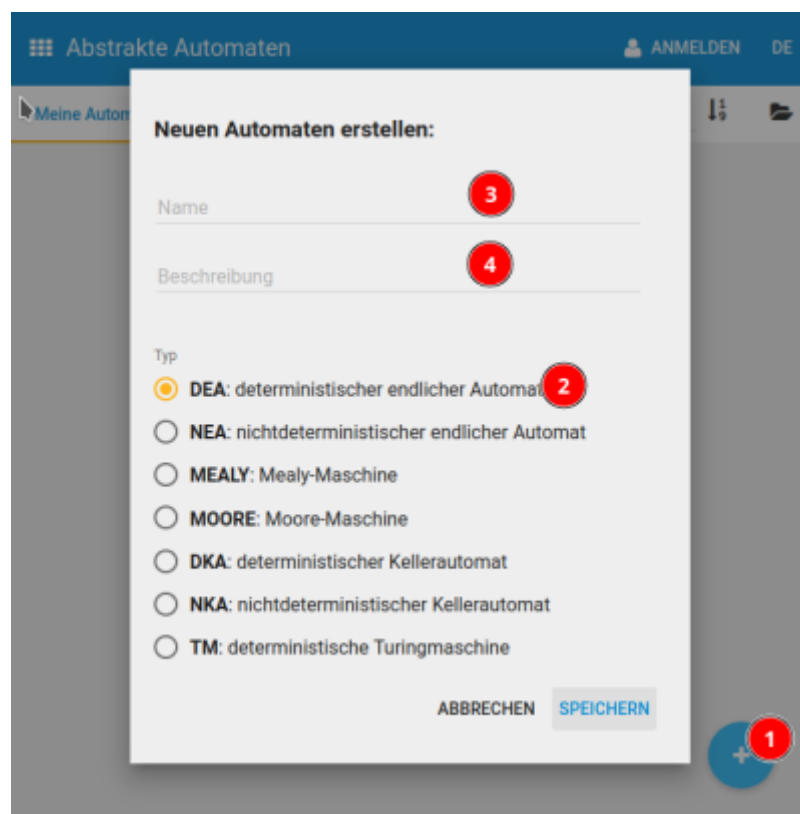 Abstrakte Automaten ANMELDEN DE
Meine Autom
Neuen Automaten erstellen:
Name 3
Beschreibung 4
Typ
DEA: deterministischer endlicher Automat 2
NEA: nichtdeterministischer endlicher Automat
MEALY: Mealy-Maschine
MOORE: Moore-Maschine
DKA: deterministischer Kellerautomat
NKA: nichtdeterministischer Kellerautomat
TM: deterministische Turingmaschine
ABBRECHEN SPEICHERN
+ 1